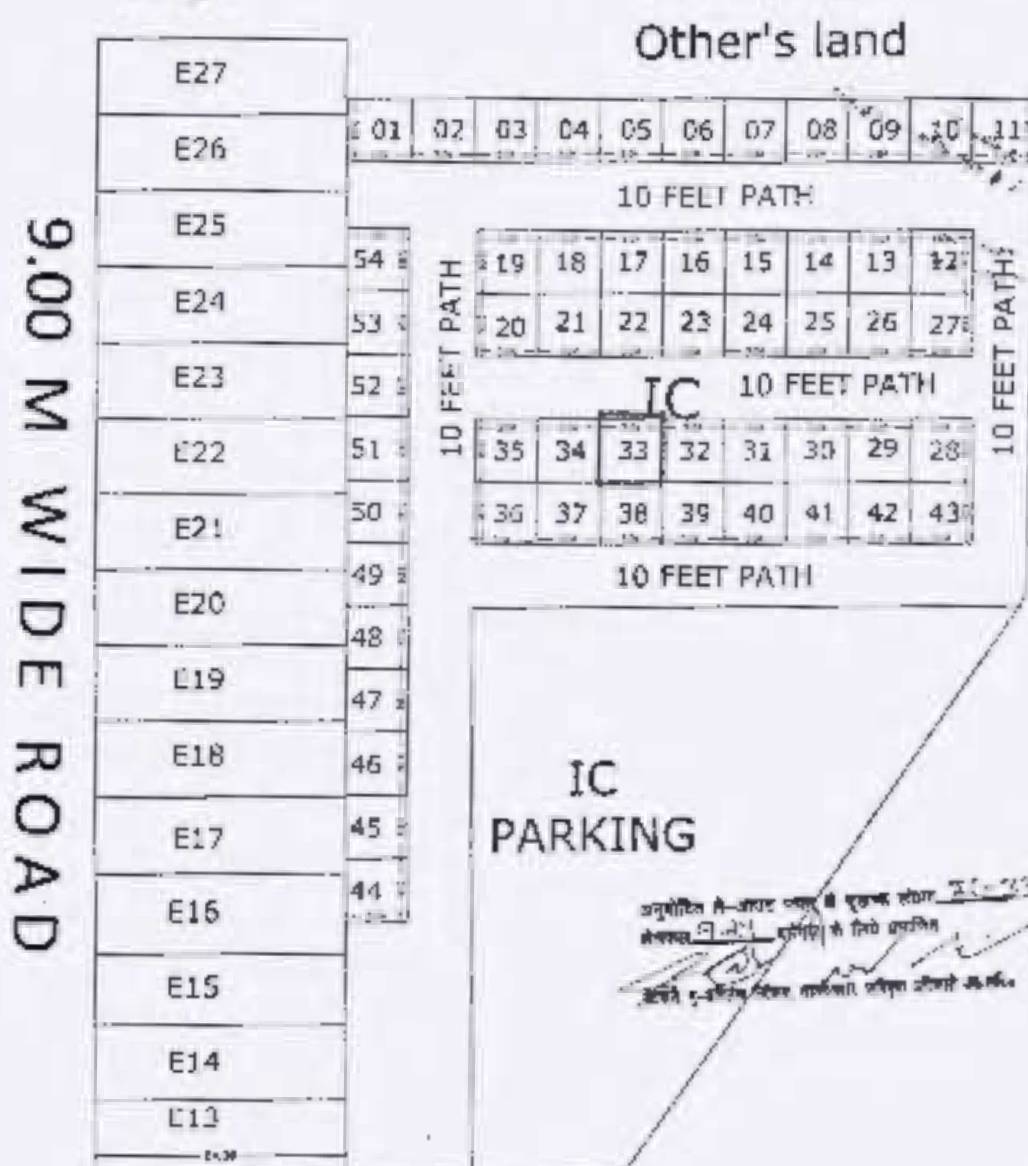 Other's land
E27
E26
01 02 03 04 05 06 07 08 09 10 11
10 FEET PATH
E25
54
19 18 17 16 15 14 13 12
E24
53
20 21 22 23 24 25 26 27
10 FEET PATH
10 FEET PATH
E23
52
IC 10 FEET PATH
E22
51
35 34 33 32 31 30 29 28
E21
50
36 37 38 39 40 41 42 43
49
10 FEET PATH
E20
48
E19
47
E18
46
IC
PARKING
E17
45
E16
44
E15
E14
E13
9.00 M WIDE ROAD
अनुमोदित ले-आउट
के लिये